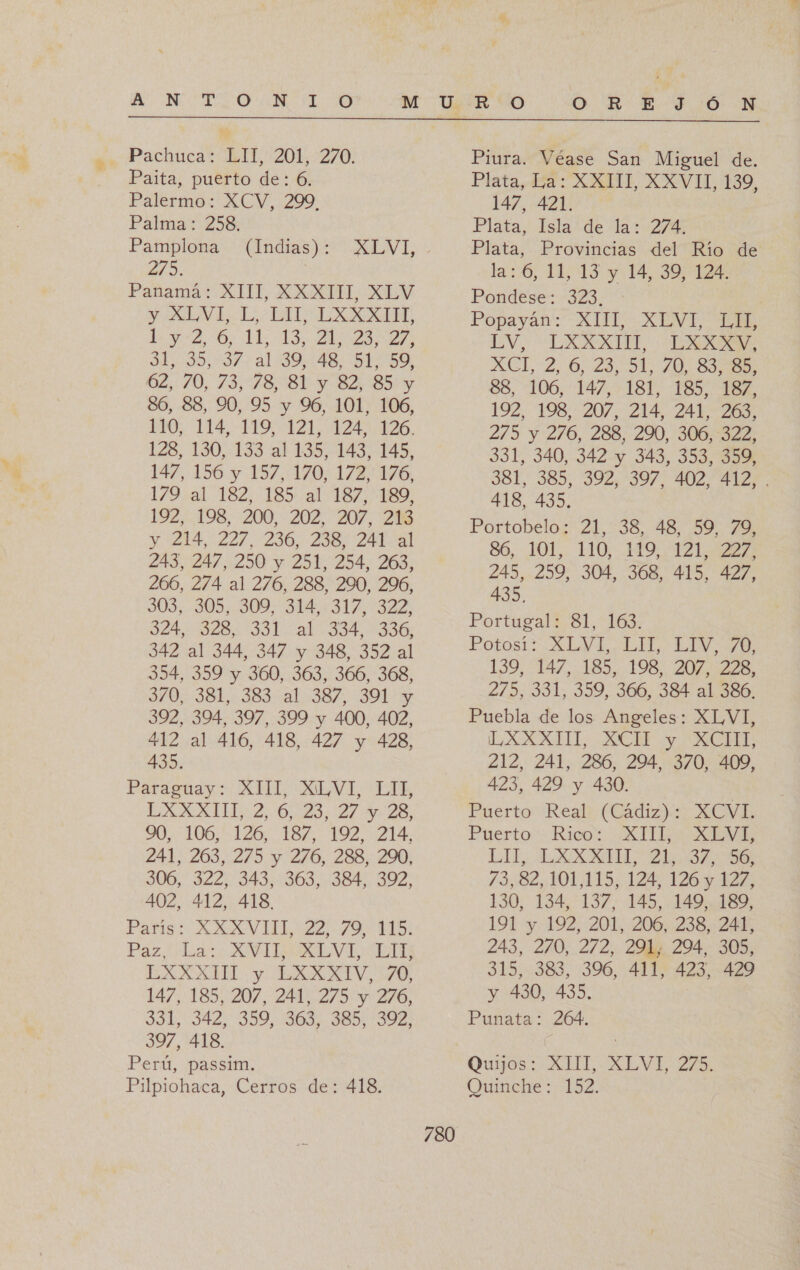 ANTONIO MURO OREJÓN
Pachuca: LII, 201, 270.
Paita, puerto de: 6.
Palermo: XCV, 299.
Palma: 258.
Pamplona (Indias): XLVI,
275.
Panamá: XIII, XXXIII, XLV
y XLVI, L, LII, LXXXIII,
1 y 2, 6, 11, 13, 21, 23, 27,
31, 35, 37 al 39, 48, 51, 59,
62, 70, 73, 78, 81 y 82, 85 y
86, 88, 90, 95 y 96, 101, 106,
110, 114, 119, 121, 124, 126.
128, 130, 133 al 135, 143, 145,
147, 156 y 157, 170, 172, 176,
179 al 182, 185 al 187, 189,
192, 198, 200, 202, 207, 213
y 214, 227, 236, 238, 241 al
243, 247, 250 y 251, 254, 263,
266, 274 al 276, 288, 290, 296,
303, 305, 309, 314, 317, 322,
324, 328, 331 al 334, 336,
342 al 344, 347 y 348, 352 al
354, 359 y 360, 363, 366, 368,
370, 381, 383 al 387, 391 y
392, 394, 397, 399 y 400, 402,
412 al 416, 418, 427 y 428,
435.
Paraguay: XIII, XLVI, LII,
LXXXIII, 2, 6, 23, 27 y 28,
90, 106, 126, 187, 192, 214,
241, 263, 275 y 276, 288, 290,
306, 322, 343, 363, 384, 392,
402, 412, 418.
París: XXXVIII, 22, 79, 115.
Paz, La: XVII, XLVI, LII,
LXXXIII y LXXXIV, 70,
147, 185, 207, 241, 275 y 276,
331, 342, 359, 363, 385, 392,
397, 418.
Perú, passim.
Pilpiohaca, Cerros de: 418.
Piura. Véase San Miguel de.
Plata, La: XXIII, XXVII, 139,
147, 421.
Plata, Isla de la: 274.
Plata, Provincias del Río de
la: 6, 11, 13 y 14, 39, 124.
Pondese: 323.
Popayán: XIII, XLVI, LII,
LV, LXXXIII, LXXXV,
XCI, 2, 6, 23, 51, 70, 83, 85,
88, 106, 147, 181, 185, 187,
192, 198, 207, 214, 241, 263,
275 y 276, 288, 290, 306, 322,
331, 340, 342 y 343, 353, 359,
381, 385, 392, 397, 402, 412,
418, 435.
Portobelo: 21, 38, 48, 59, 79,
86, 101, 110, 119, 121, 227,
245, 259, 304, 368, 415, 427,
435.
Portugal: 81, 163.
Potosí: XLVI, LII, LIV, 70,
139, 147, 185, 198, 207, 228,
275, 331, 359, 366, 384 al 386.
Puebla de los Angeles: XLVI,
LXXXIII, XCII y XCIII,
212, 241, 286, 294, 370, 409,
423, 429 y 430.
Puerto Real (Cádiz): XCVI.
Puerto Rico: XIII, XLVI,
LII, LXXXIII, 21, 37, 56,
73, 82, 101,115, 124, 126 y 127,
130, 134, 137, 145, 149, 189,
191 y 192, 201, 206, 238, 241,
243, 270, 272, 291, 294, 305,
315, 383, 396, 411, 423, 429
y 430, 435.
Punata: 264.
Quijos: XIII, XLVI, 275.
Quinche: 152.
780